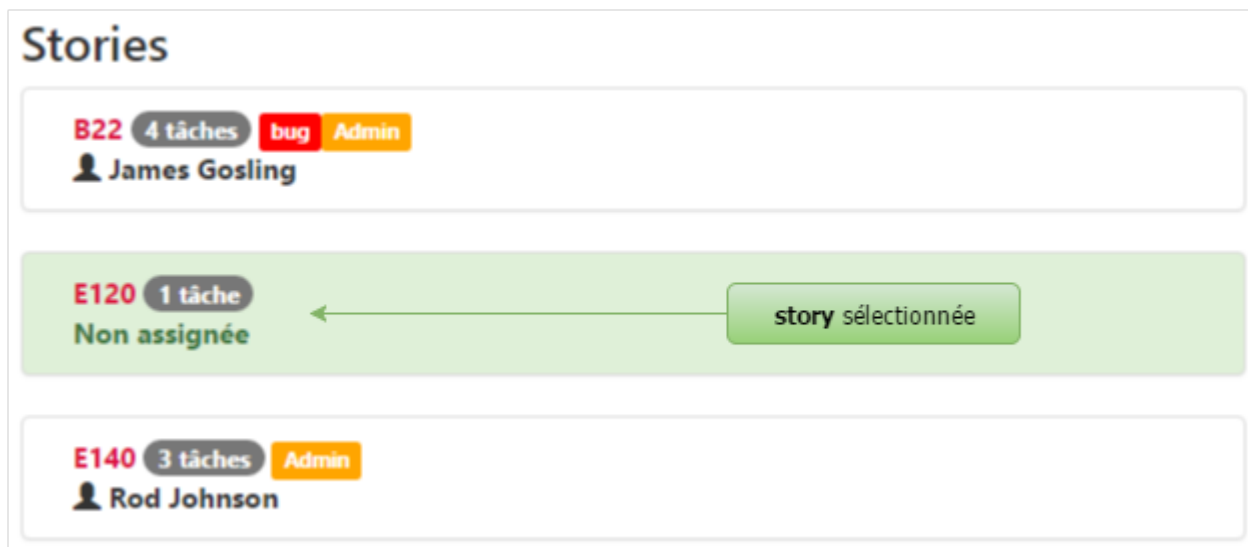 Stories
B22 4 tâches bug Admin
James Gosling
E120 1 tâche
Non assignée
story sélectionnée
E140 3 tâches Admin
Rod Johnson